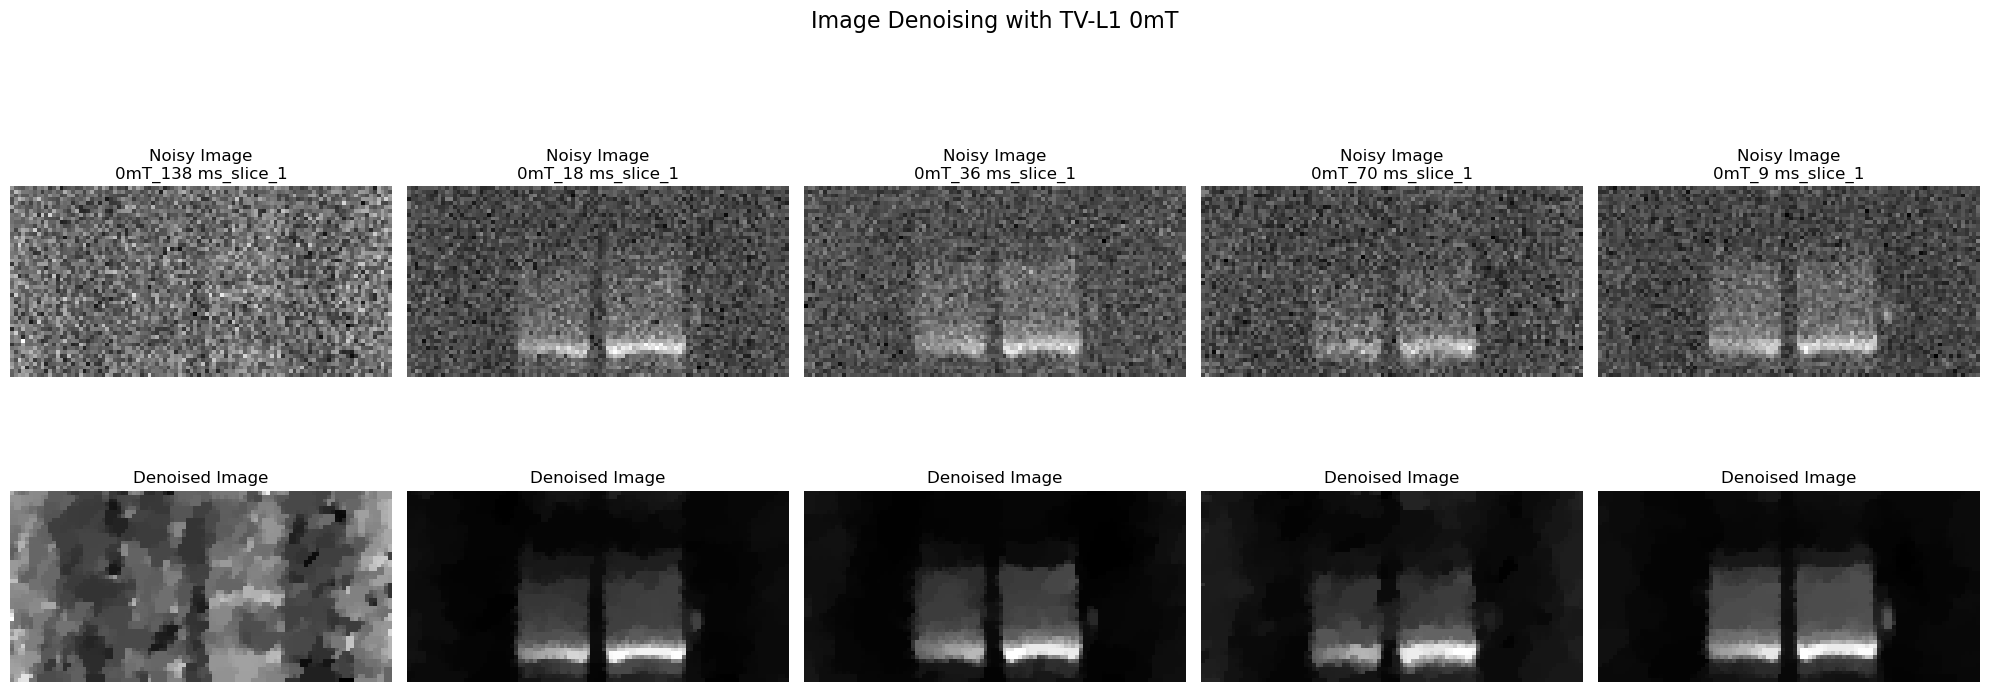 Image Denoising with TV-L1 0mT
Noisy Image
0mT_138 ms_slice_1
Noisy Image
0mT_18 ms_slice_1
Noisy Image
0mT_36 ms_slice_1
Noisy Image
0mT_70 ms_slice_1
Noisy Image
0mT_9 ms_slice_1
Denoised Image
Denoised Image
Denoised Image
Denoised Image
Denoised Image